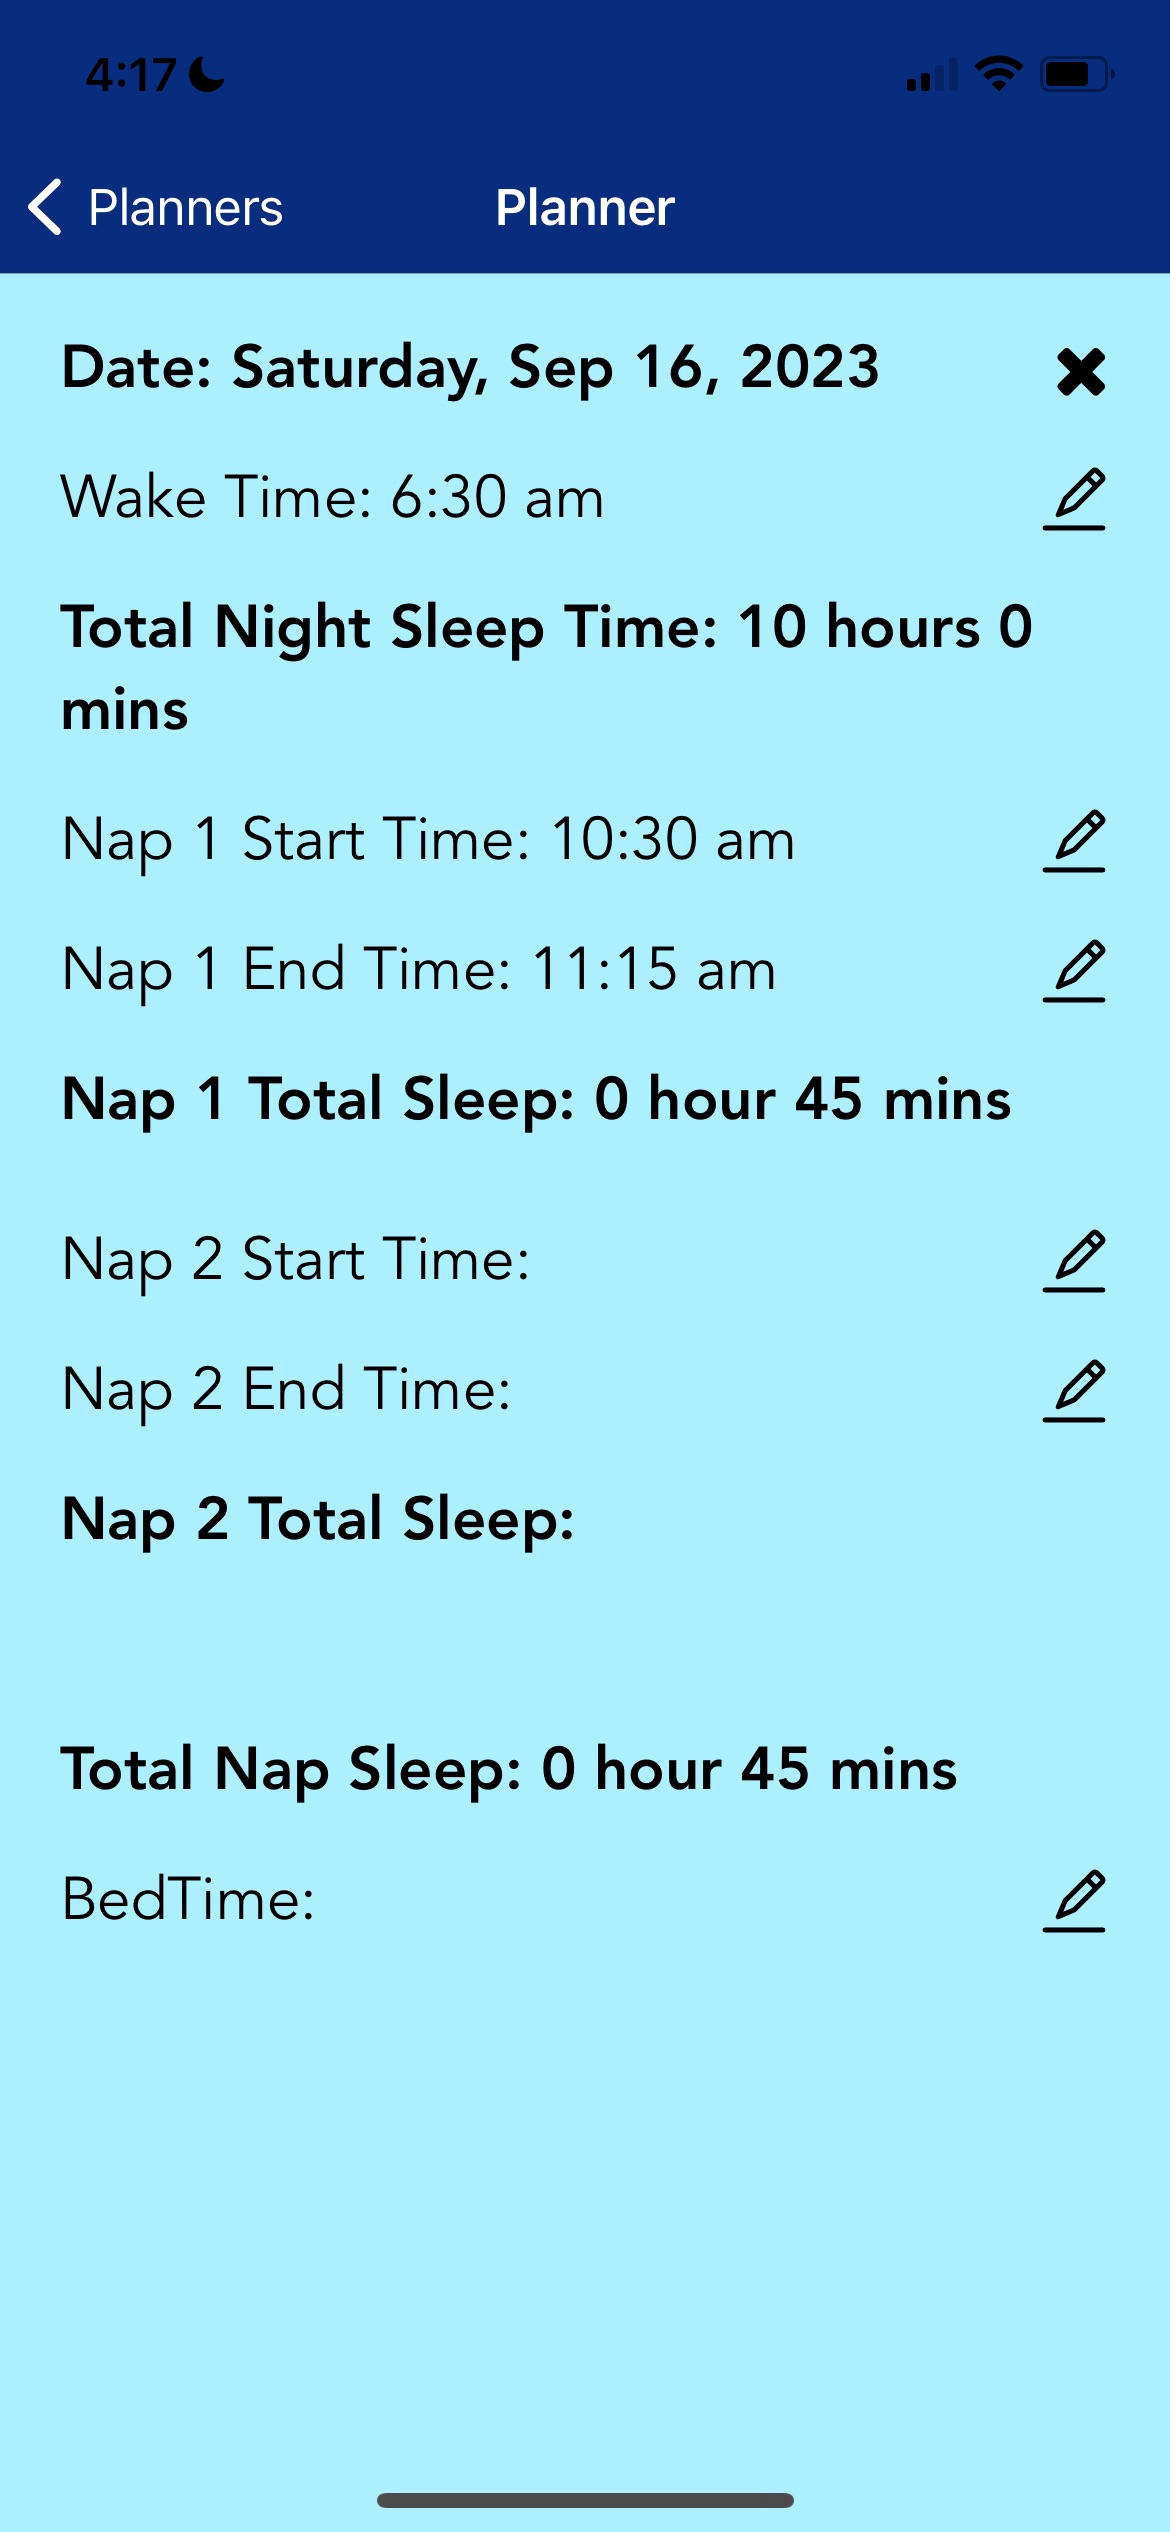 4:17
Planners
Planner
Date: Saturday, Sep 16, 2023
Wake Time: 6:30 am
Total Night Sleep Time: 10 hours 0
mins
Nap 1 Start Time: 10:30 am
Nap 1 End Time: 11:15 am
Nap 1 Total Sleep: 0 hour 45 mins
Nap 2 Start Time:
Nap 2 End Time:
Nap 2 Total Sleep:
Total Nap Sleep: 0 hour 45 mins
BedTime: